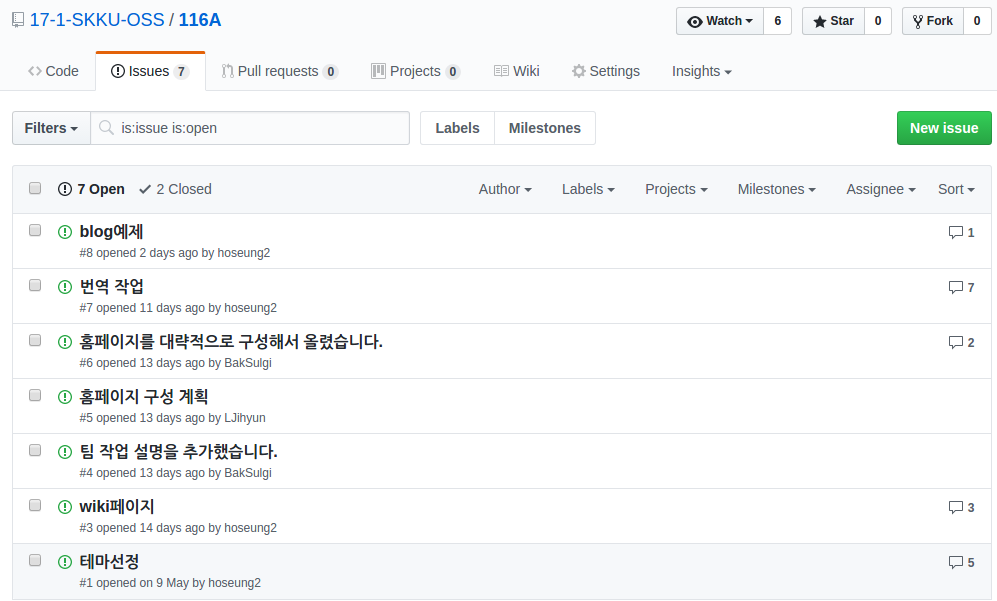 17-1-SKKU-OSS / 116A
Watch 6 Star 0 Fork 0
Code Issues 7 Pull requests 0 Projects 0 Wiki Settings Insights
Filters is:issue is:open Labels Milestones New issue
7 Open 2 Closed Author Labels Projects Milestones Assignee Sort
blog예제 1
#8 opened 2 days ago by hoseung2
번역 작업 7
#7 opened 11 days ago by hoseung2
홈페이지를 대략적으로 구성해서 올렸습니다. 2
#6 opened 13 days ago by BakSulgi
홈페이지 구성 계획
#5 opened 13 days ago by LJihyun
팀 작업 설명을 추가했습니다.
#4 opened 13 days ago by BakSulgi
wiki페이지 3
#3 opened 14 days ago by hoseung2
테마선정 5
#1 opened on 9 May by hoseung2